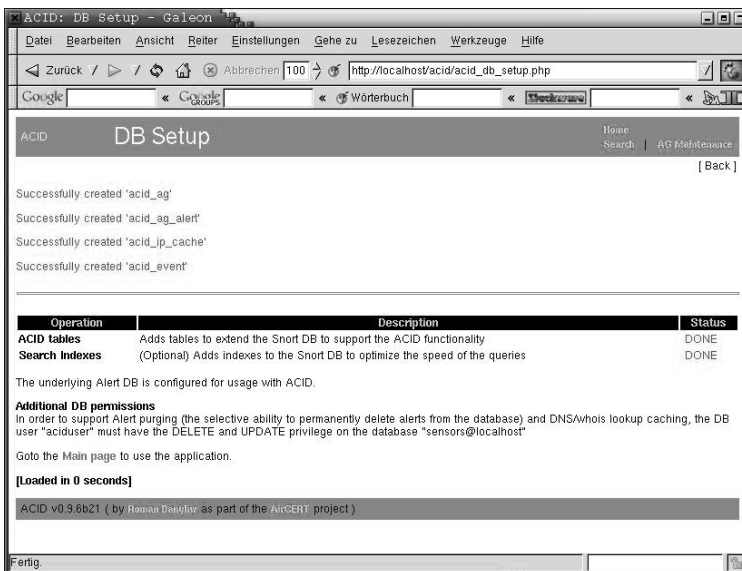 ACID: DB Setup - Galeon
Datei Bearbeiten Ansicht Reiter Einstellungen Gehe zu Lesezeichen Werkzeuge Hilfe
Zurück Abbrechen 100 http://localhost/acid/acid_db_setup.php
Google « Google GROUPS « Wörterbuch « «
ACID DB Setup Home
Search | AG Maintenance
[ Back ]
Successfully created 'acid_ag'
Successfully created 'acid_ag_alert'
Successfully created 'acid_ip_cache'
Successfully created 'acid_event'
Operation Description Status
ACID tables Adds tables to extend the Snort DB to support the ACID functionality DONE
Search Indexes (Optional) Adds indexes to the Snort DB to optimize the speed of the queries DONE
The underlying Alert DB is configured for usage with ACID.
Additional DB permissions
In order to support Alert purging (the selective ability to permanently delete alerts from the database) and DNS/whois lookup caching, the DB
user "aciduser" must have the DELETE and UPDATE privilege on the database "sensors@localhost"
Goto the Main page to use the application.
[Loaded in 0 seconds]
ACID v0.9.6b21 ( by Roman Danyliw as part of the AirCERT project )
Fertig.